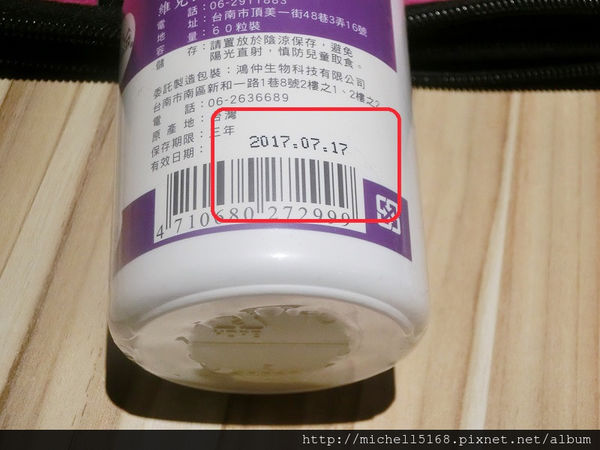 電　話：06-2911883
地　址：台南市頂美一街48巷3弄16號
容　量：60粒裝
儲　存：請置放於陰涼保存，避免
陽光直射，慎防兒童取食。
委託製造包裝：鴻仲生物科技有限公司
台南市南區新和一路1巷8號2樓之1、2樓之2
電　　話：06-2636689
原 產 地：台灣
保存期限：三年
有效日期：
2017.07.17
4 710680 272999
http://michell5168.pixnet.net/album